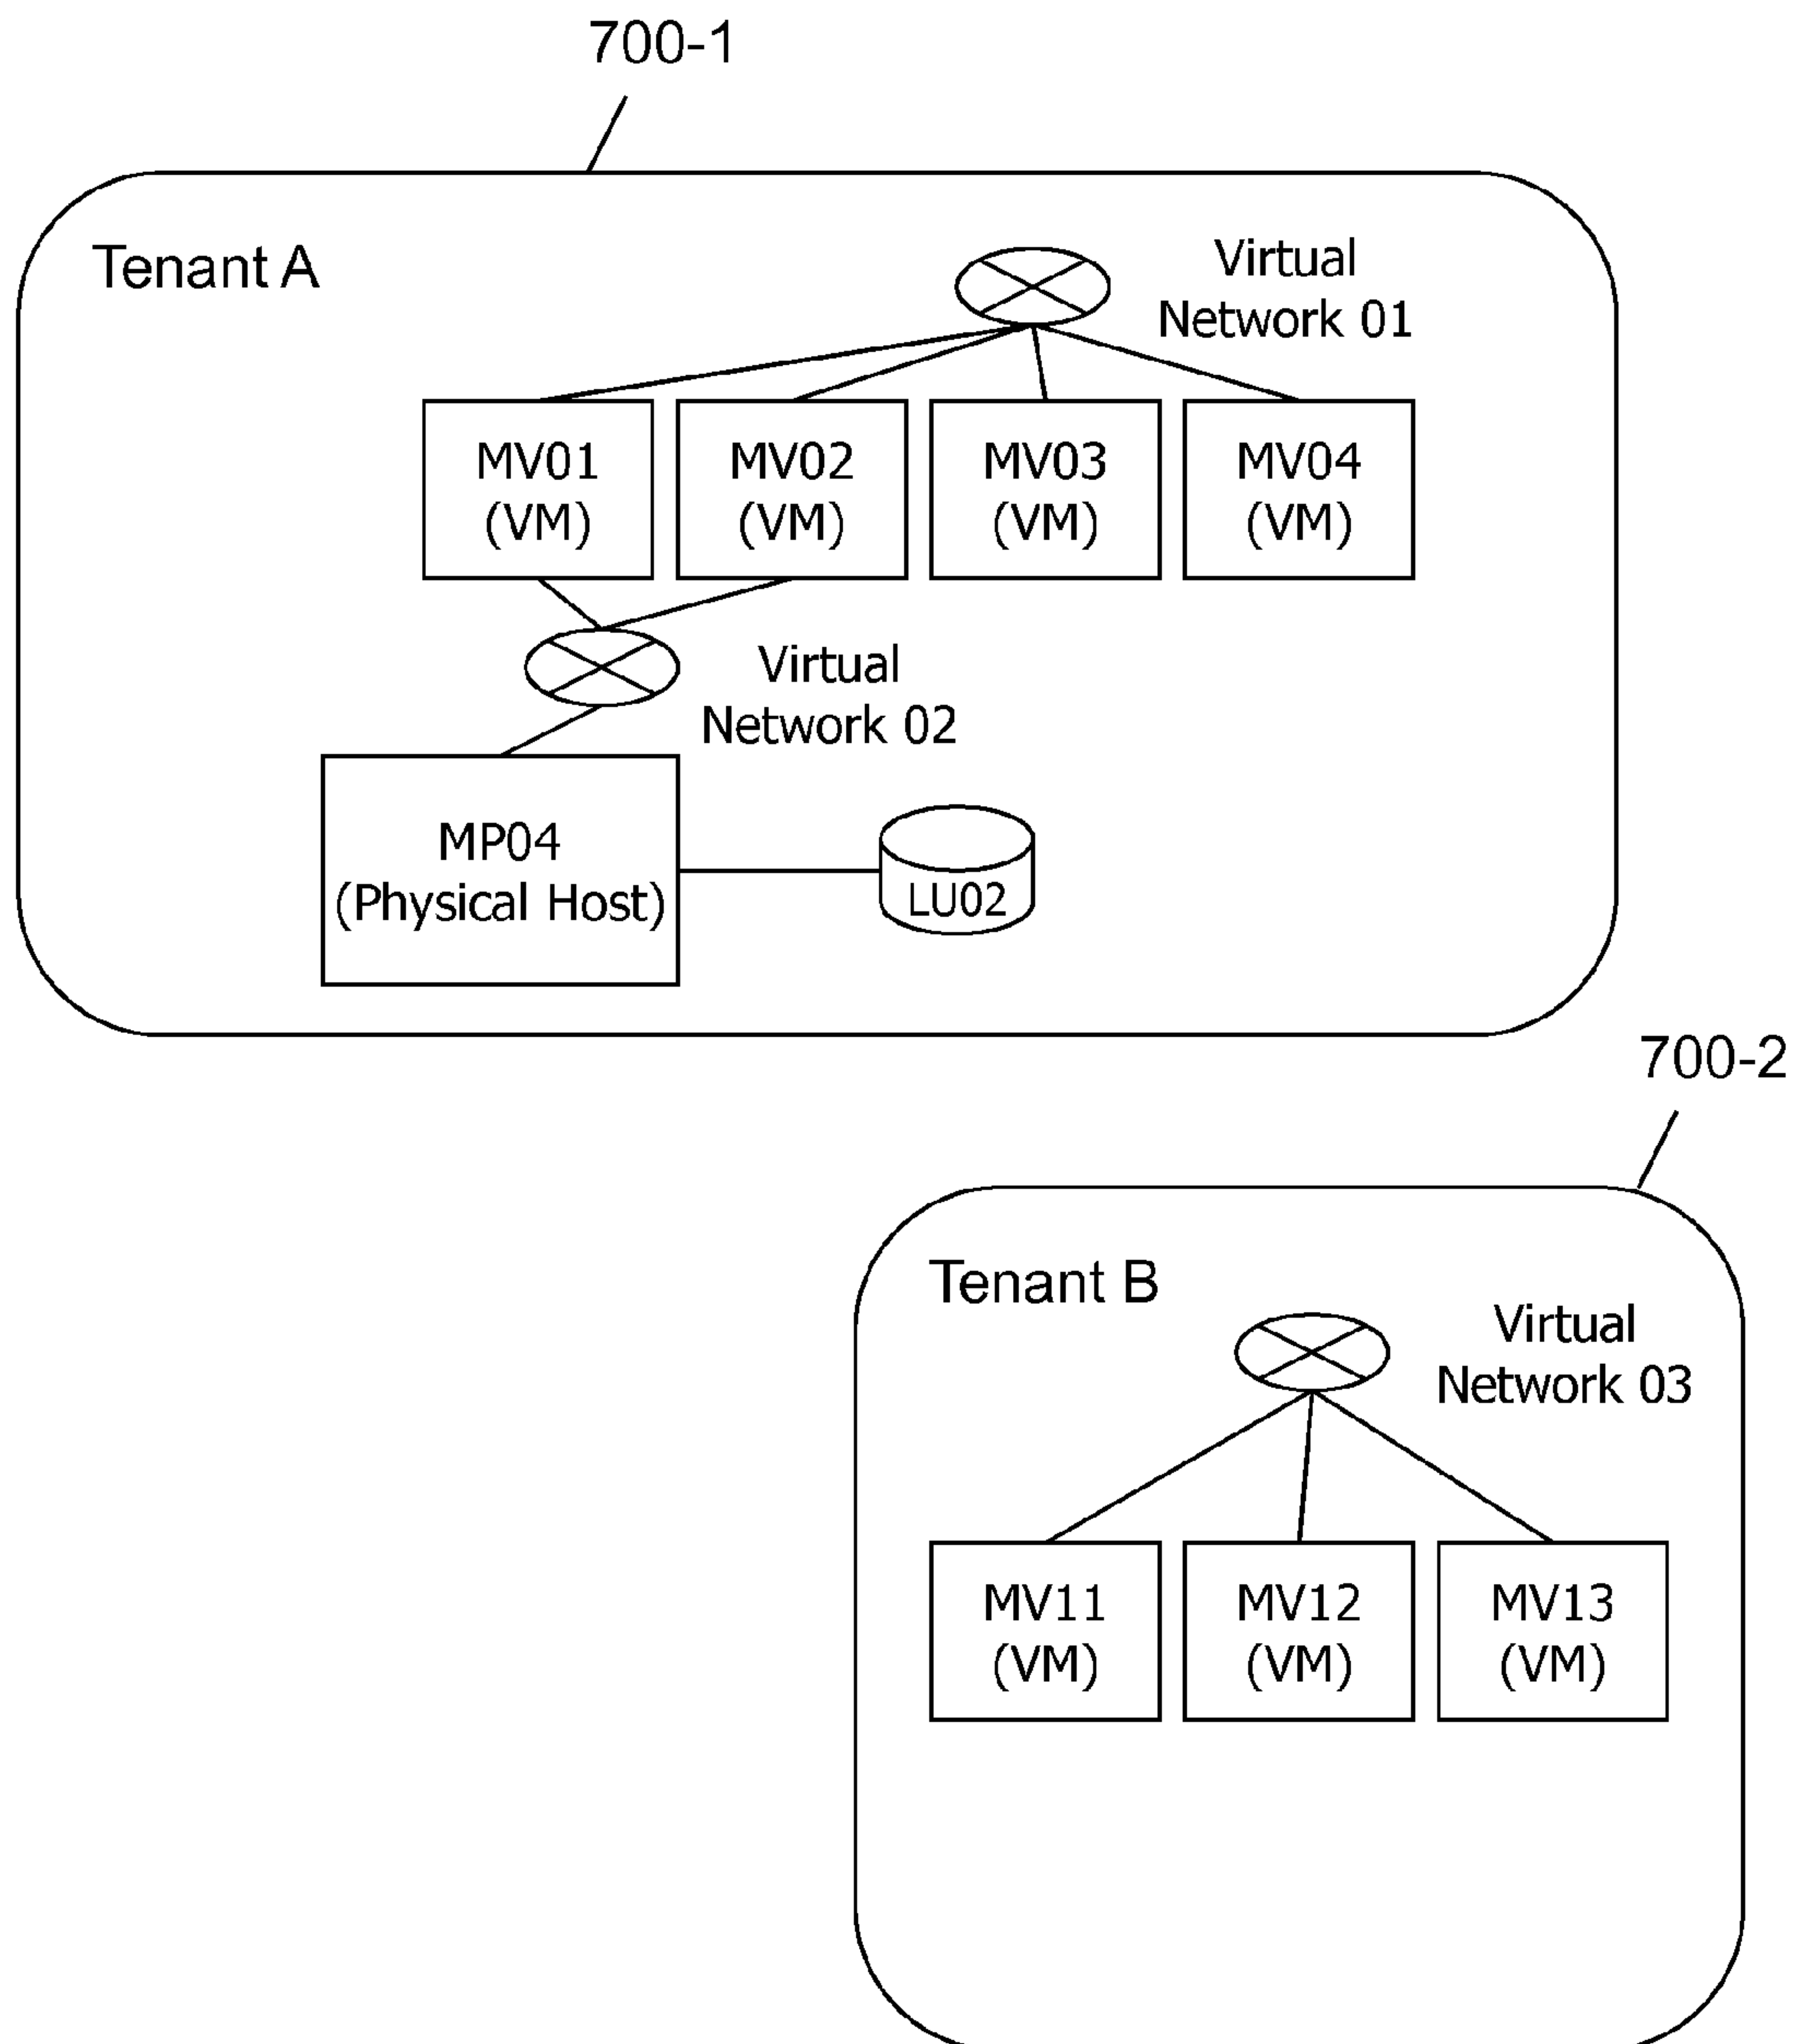 700-1
Tenant A
Virtual
Network 01
MV01
(VM)
MV02
(VM)
MV03
(VM)
MV04
(VM)
Virtual
Network 02
MP04
(Physical Host)
LU02
700-2
Tenant B
Virtual
Network 03
MV11
(VM)
MV12
(VM)
MV13
(VM)